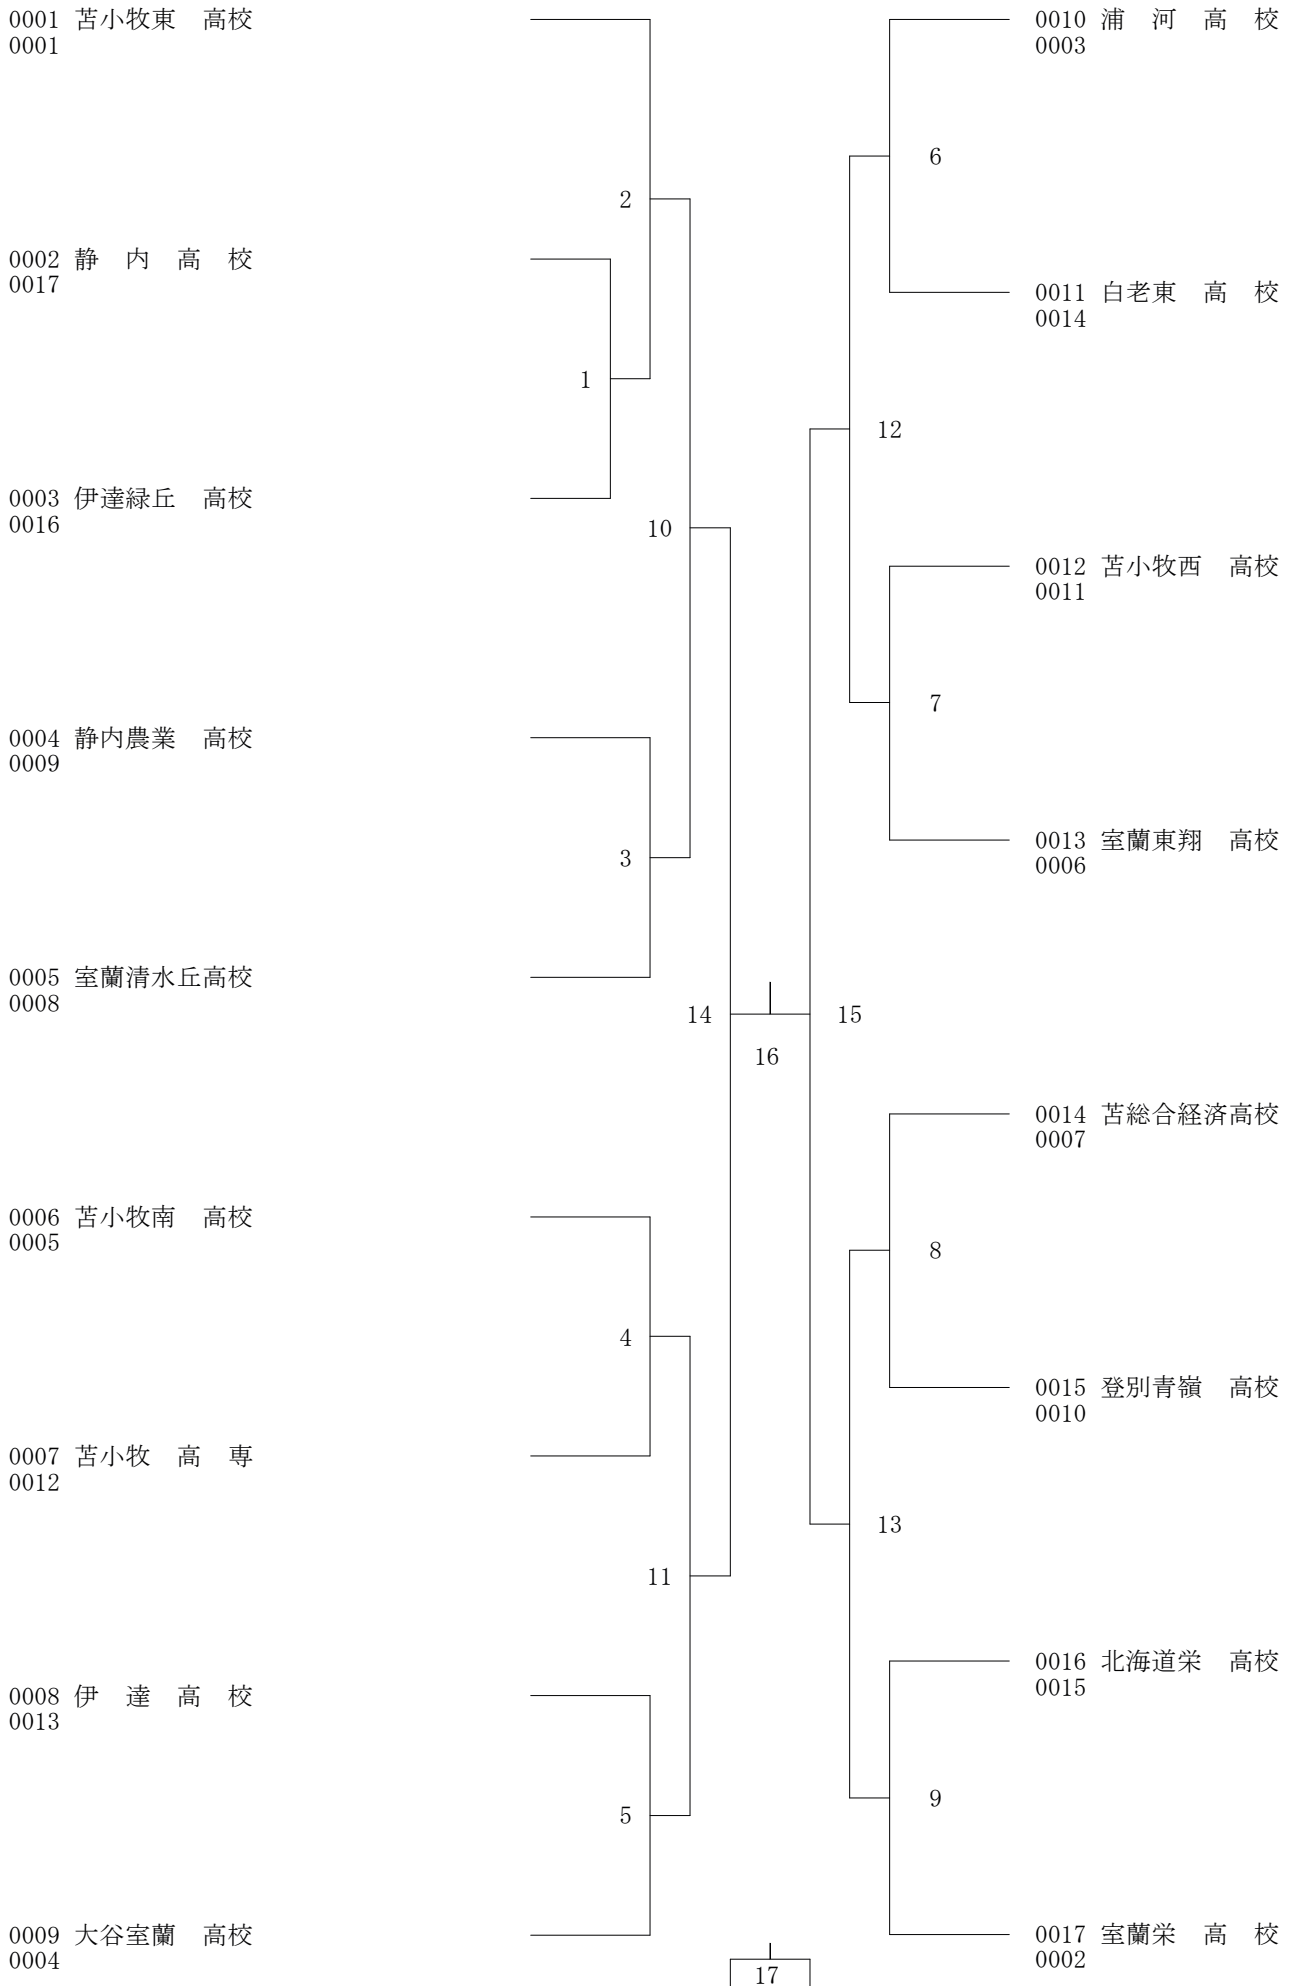 0001 苫小牧東　高校
0001
0002 静　内　高　校
0017
0003 伊達緑丘　高校
0016
0004 静内農業　高校
0009
0005 室蘭清水丘高校
0008
0006 苫小牧南　高校
0005
0007 苫小牧　高　専
0012
0008 伊　達　高　校
0013
0009 大谷室蘭　高校
0004
2
1
10
3
14
4
11
5
16
17
6
12
7
15
8
13
9
0010 浦　河　高　校
0003
0011 白老東　高　校
0014
0012 苫小牧西　高校
0011
0013 室蘭東翔　高校
0006
0014 苫総合経済高校
0007
0015 登別青嶺　高校
0010
0016 北海道栄　高校
0015
0017 室蘭栄　高　校
0002